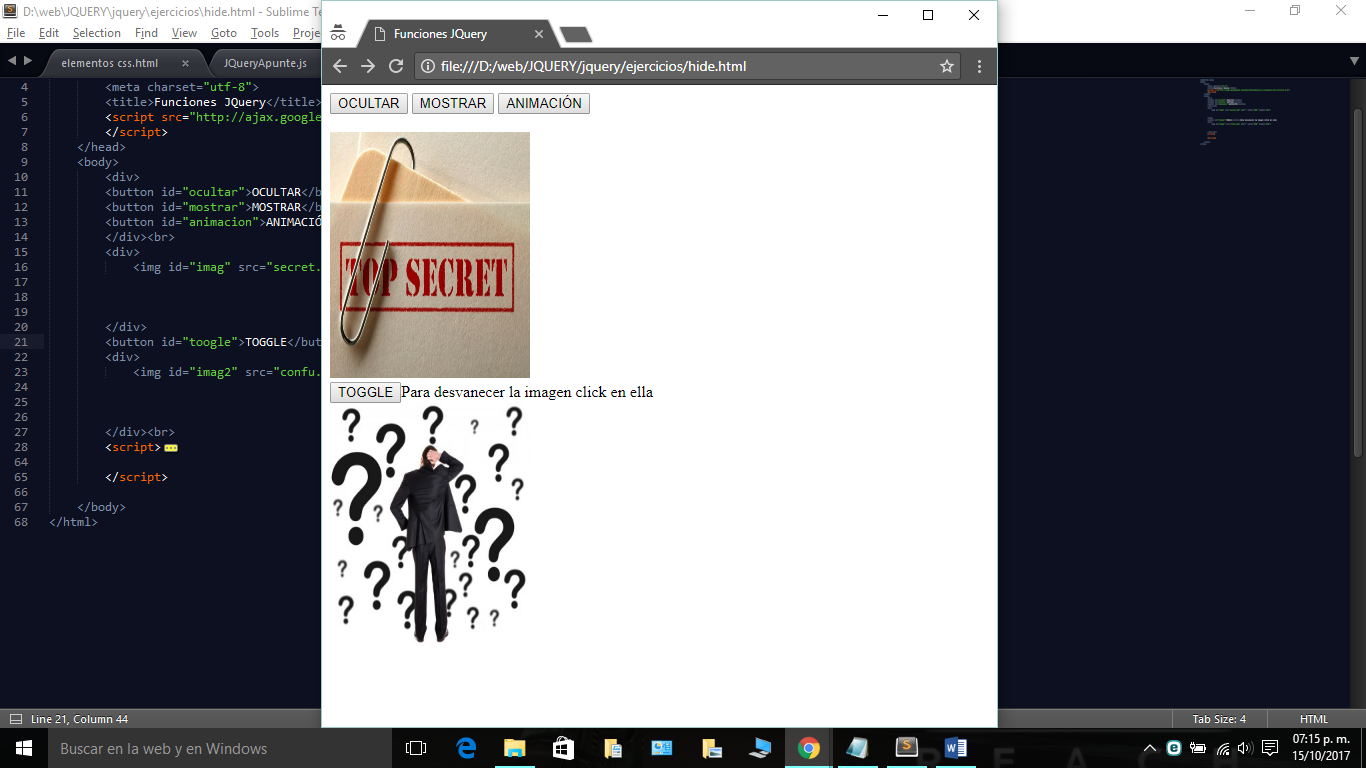 D:\web\JQUERY\jquery\ejercicios\hide.html - Sublime Te
File Edit Selection Find View Goto Tools Proje
elementos css.html
JQueryApunte.js
4 <meta charset="utf-8">
5 <title>Funciones JQuery</title>
6 <script src="http://ajax.google
7 </script>
8 </head>
9 <body>
10 <div>
11 <button id="ocultar">OCULTAR</b
12 <button id="mostrar">MOSTRAR</b
13 <button id="animacion">ANIMACIÓ
14 </div><br>
15 <div>
16 <img id="imag" src="secret.
17
18
19
20 </div>
21 <button id="toogle">TOGGLE</but
22 <div>
23 <img id="imag2" src="confu.
24
25
26
27 </div><br>
28 <script>
64
65 </script>
66
67 </body>
68 </html>
Line 21, Column 44
Tab Size: 4
HTML
Funciones JQuery
file:///D:/web/JQUERY/jquery/ejercicios/hide.html
OCULTAR MOSTRAR ANIMACIÓN
TOP SECRET
TOGGLE Para desvanecer la imagen click en ella
Buscar en la web y en Windows
07:15 p. m.
15/10/2017